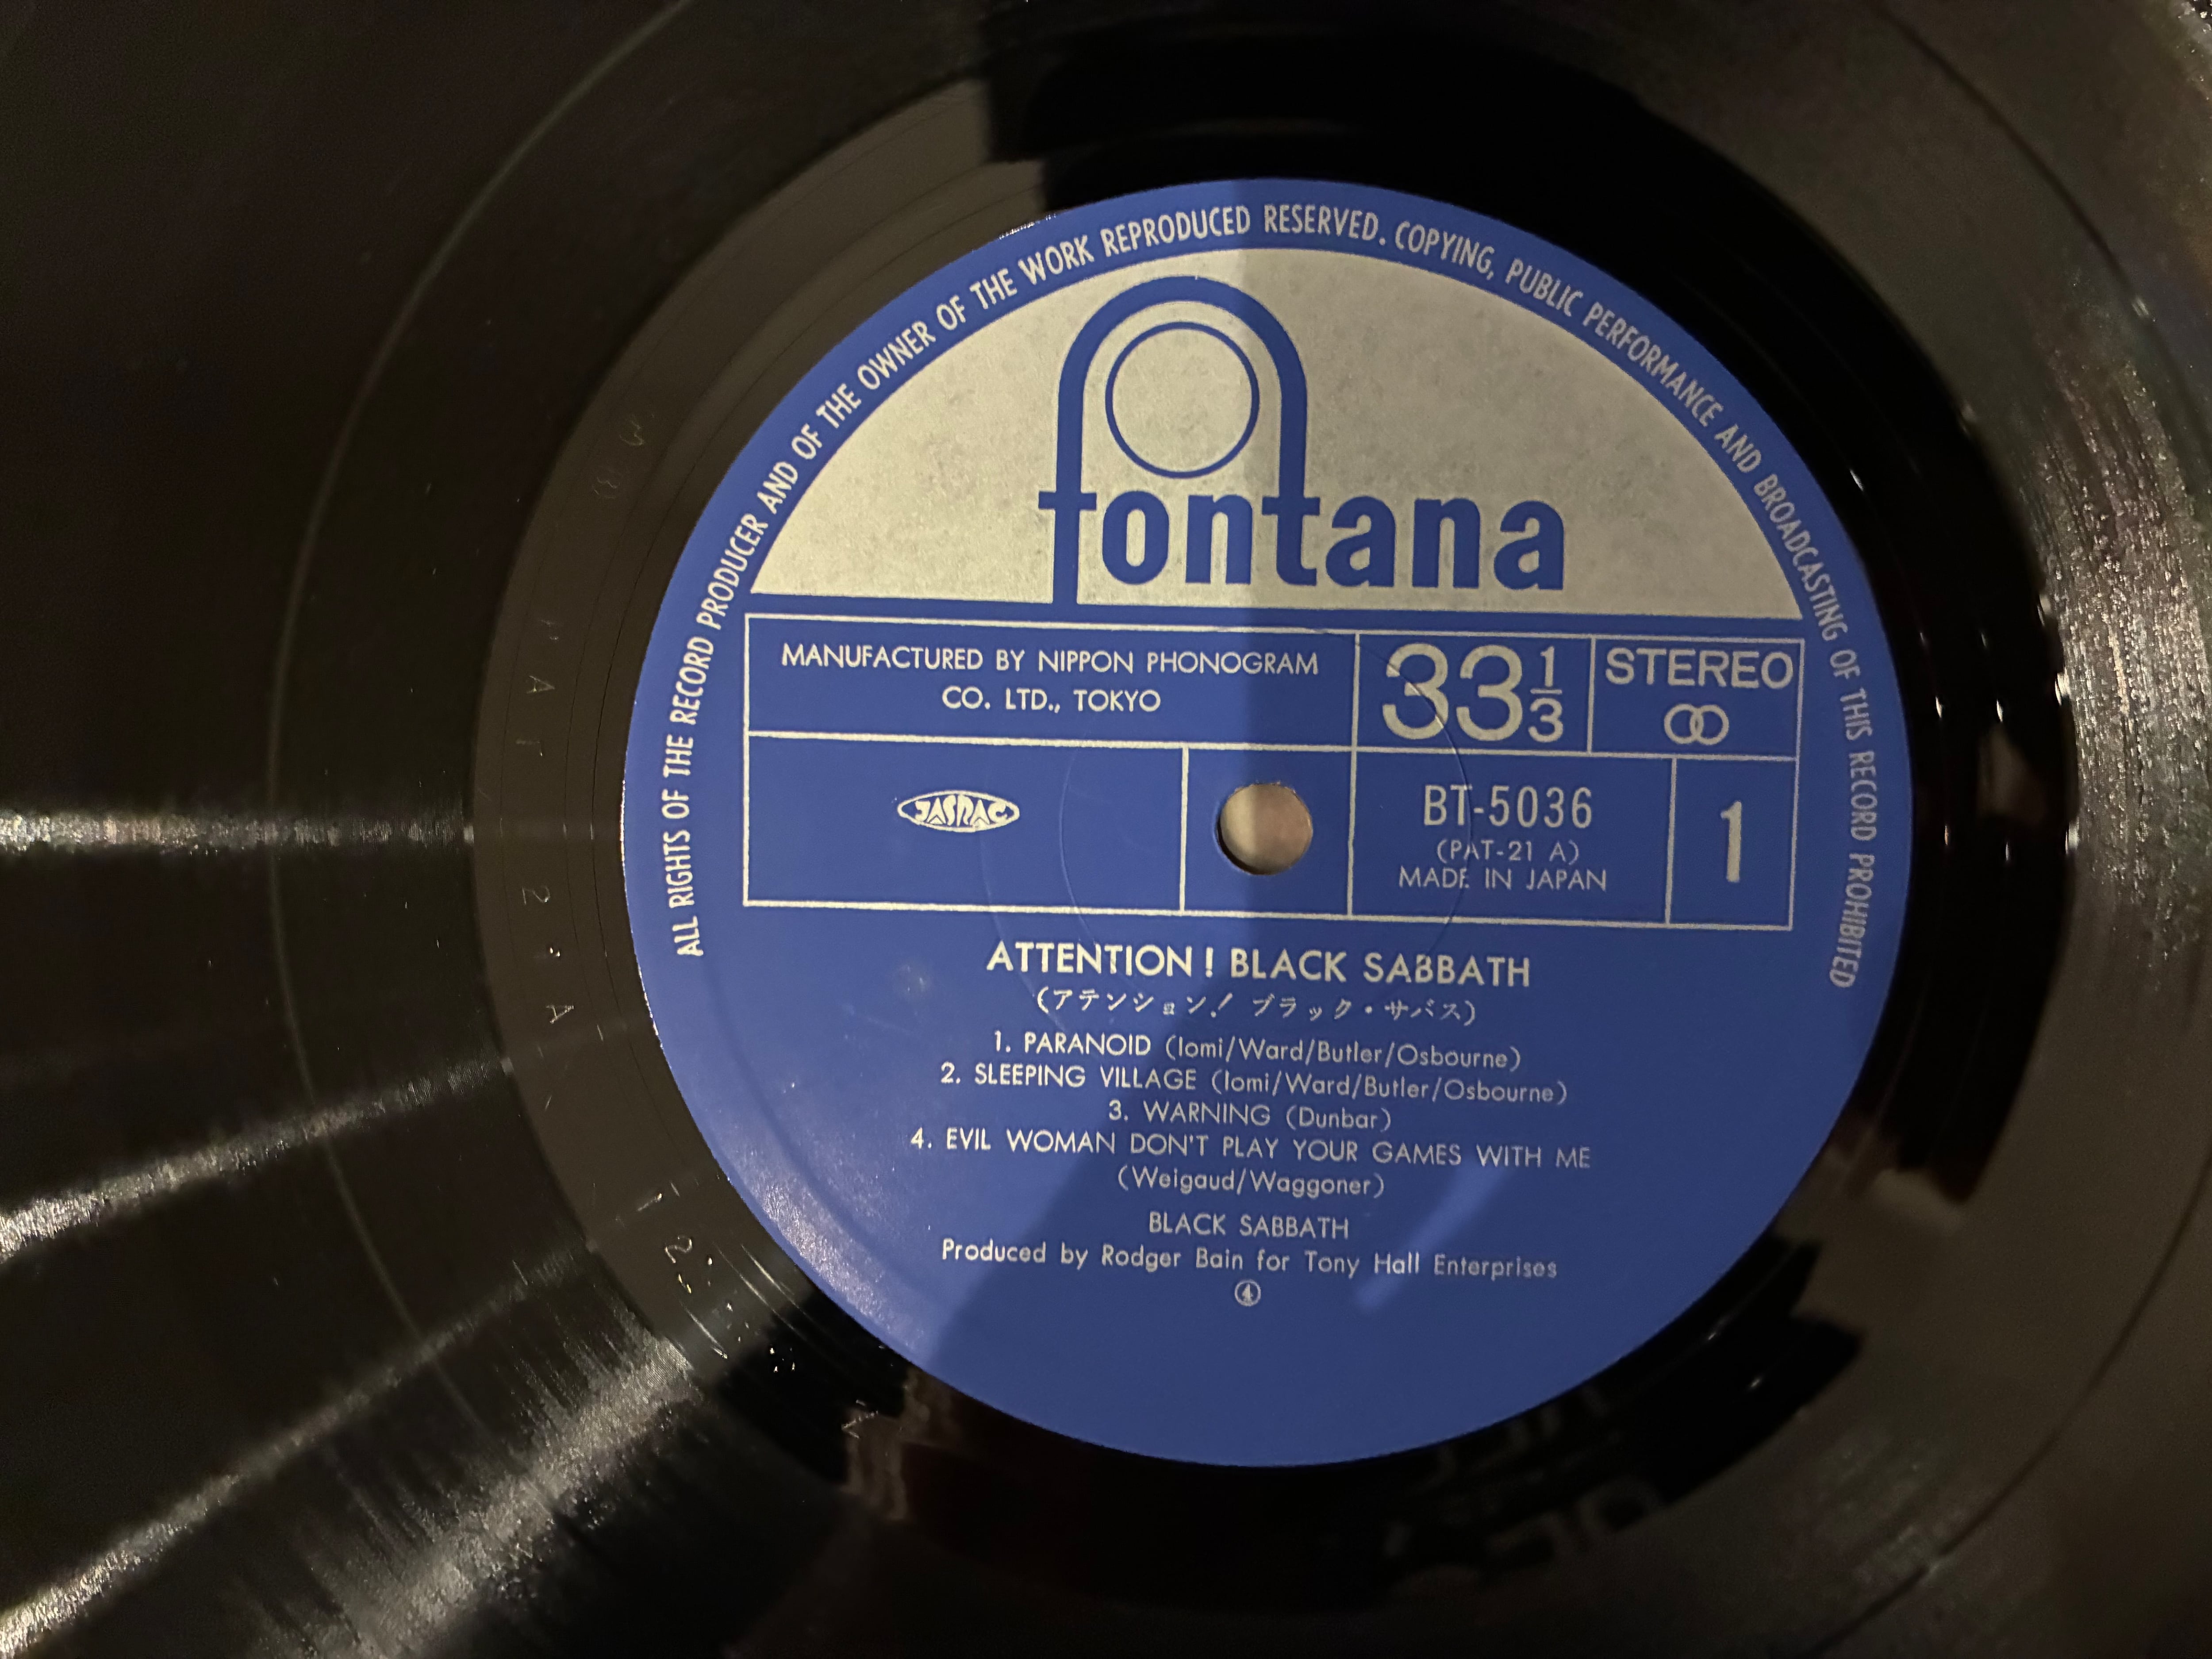 ALL RIGHTS OF THE RECORD PRODUCER AND OF THE OWNER OF THE WORK REPRODUCED RESERVED. COPYING, PUBLIC PERFORMANCE AND BROADCASTING OF THIS RECORD PROHIBITED
fontana
MANUFACTURED BY NIPPON PHONOGRAM
CO. LTD., TOKYO
33 1/3
STEREO
JASRAC
BT-5036
(PAT-21 A)
MADE IN JAPAN
1
ATTENTION! BLACK SABBATH
(アテンション! ブラック・サバス)
1. PARANOID (Iomi/Ward/Butler/Osbourne)
2. SLEEPING VILLAGE (Iomi/Ward/Butler/Osbourne)
3. WARNING (Dunbar)
4. EVIL WOMAN DON'T PLAY YOUR GAMES WITH ME
(Weigaud/Waggoner)
BLACK SABBATH
Produced by Rodger Bain for Tony Hall Enterprises
④
PAT 21A